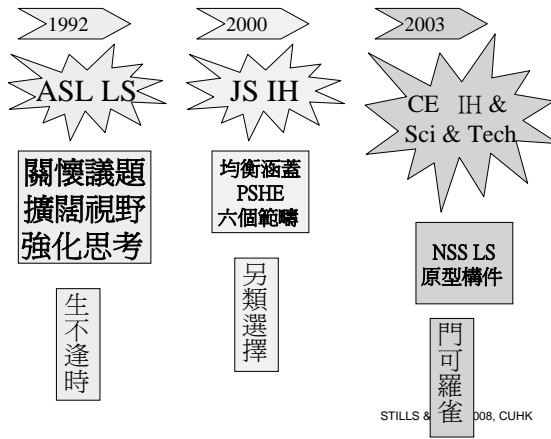 1992
2000
2003
ASL LS
JS IH
CE IH &
Sci & Tech
關懷議題
擴闊視野
強化思考
均衡涵蓋
PSHE
六個範疇
NSS LS
原型構件
生不逢時
另類選擇
門可羅雀
STILLS & 08, CUHK